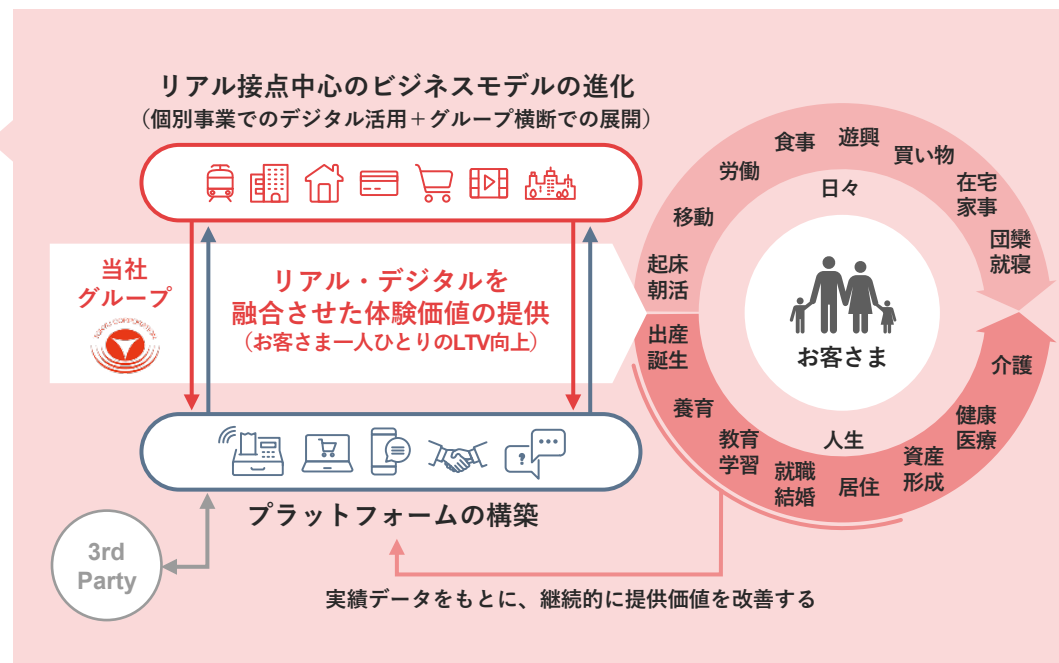 リアル接点中心のビジネスモデルの進化
（個別事業でのデジタル活用＋グループ横断での展開）
当社
グループ
TOKYU CORPORATION
リアル・デジタルを
融合させた体験価値の提供
（お客さま一人ひとりのLTV向上）
?
プラットフォームの構築
3rd
Party
実績データをもとに、継続的に提供価値を改善する
起床
朝活
移動
労働
食事
遊興
買い物
在宅
家事
団欒
就寝
日々
お客さま
人生
出産
誕生
養育
教育
学習
就職
結婚
居住
資産
形成
健康
医療
介護